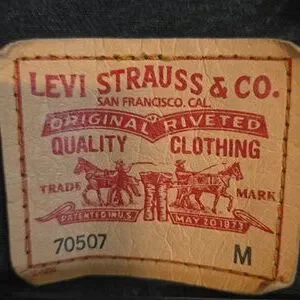 LEVI STRAUSS & CO.
SAN FRANCISCO, CAL.
ORIGINAL RIVETED
QUALITY CLOTHING
TRADE MARK
PATENTED IN U.S. MAY 20 1873
70507 M